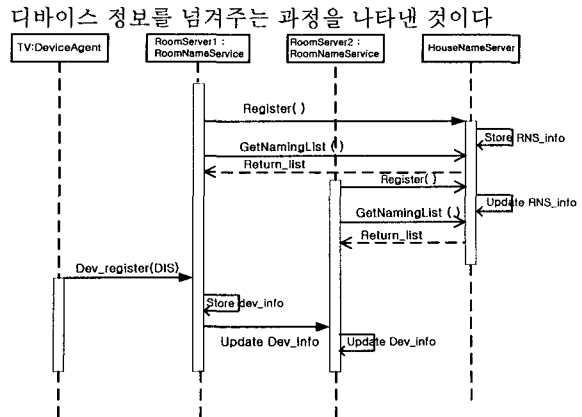 디바이스 정보를 넘겨주는 과정을 나타낸 것이다
TV:DeviceAgent
RoomServer1 :
RoomNameService
RoomServer2 :
RoomNameService
HouseNameServer
Register( )
Store RNS_info
GetNamingList ( )
Return_list
Register( )
Update RNS_info
GetNamingList ( )
Return_list
Dev_register(DIS)
Store dev_info
Update Dev_Info
Update Dev_info